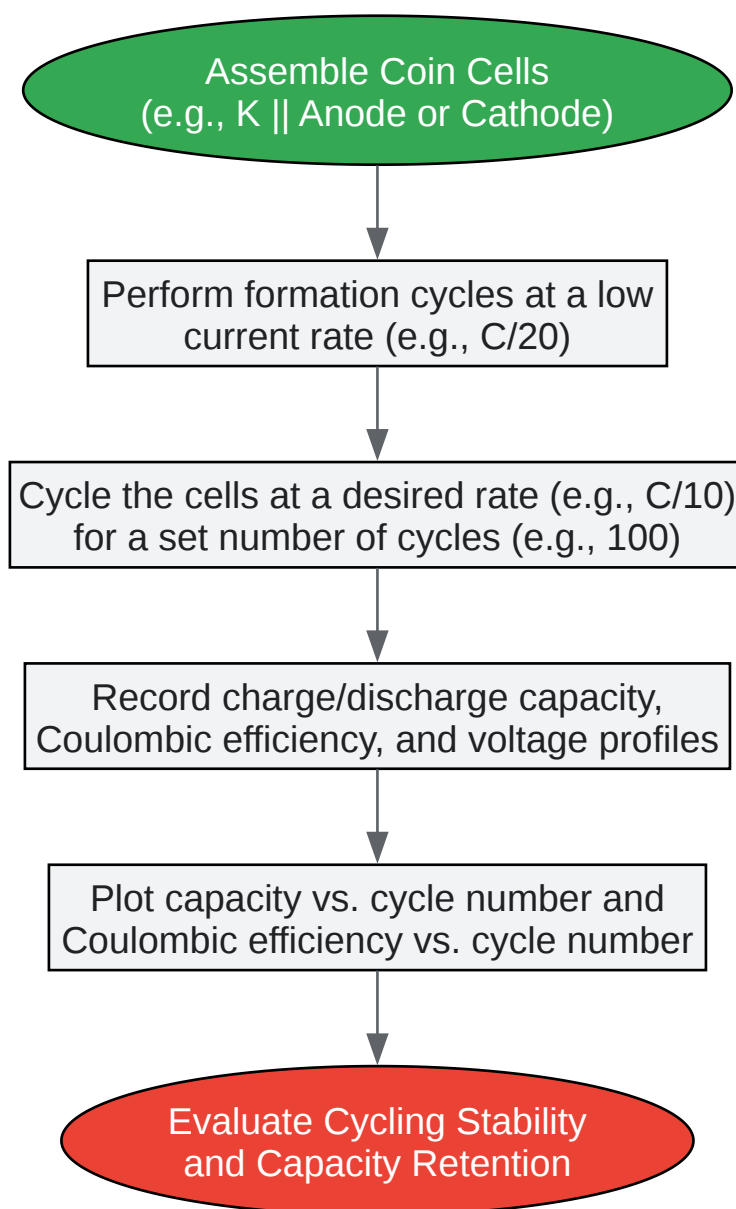 Assemble Coin Cells
(e.g., K || Anode or Cathode)
Perform formation cycles at a low
current rate (e.g., C/20)
Cycle the cells at a desired rate (e.g., C/10)
for a set number of cycles (e.g., 100)
Record charge/discharge capacity,
Coulombic efficiency, and voltage profiles
Plot capacity vs. cycle number and
Coulombic efficiency vs. cycle number
Evaluate Cycling Stability
and Capacity Retention